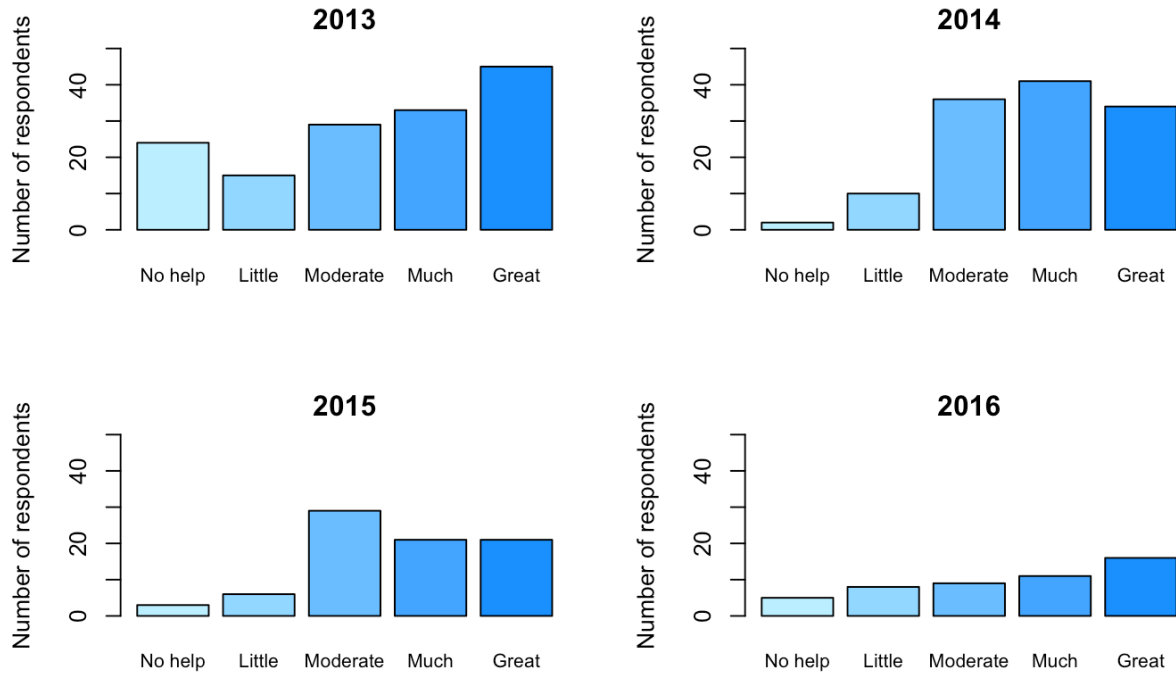 2013
Number of respondents
0 20 40
No help Little Moderate Much Great
2014
Number of respondents
0 20 40
No help Little Moderate Much Great
2015
Number of respondents
0 20 40
No help Little Moderate Much Great
2016
Number of respondents
0 20 40
No help Little Moderate Much Great